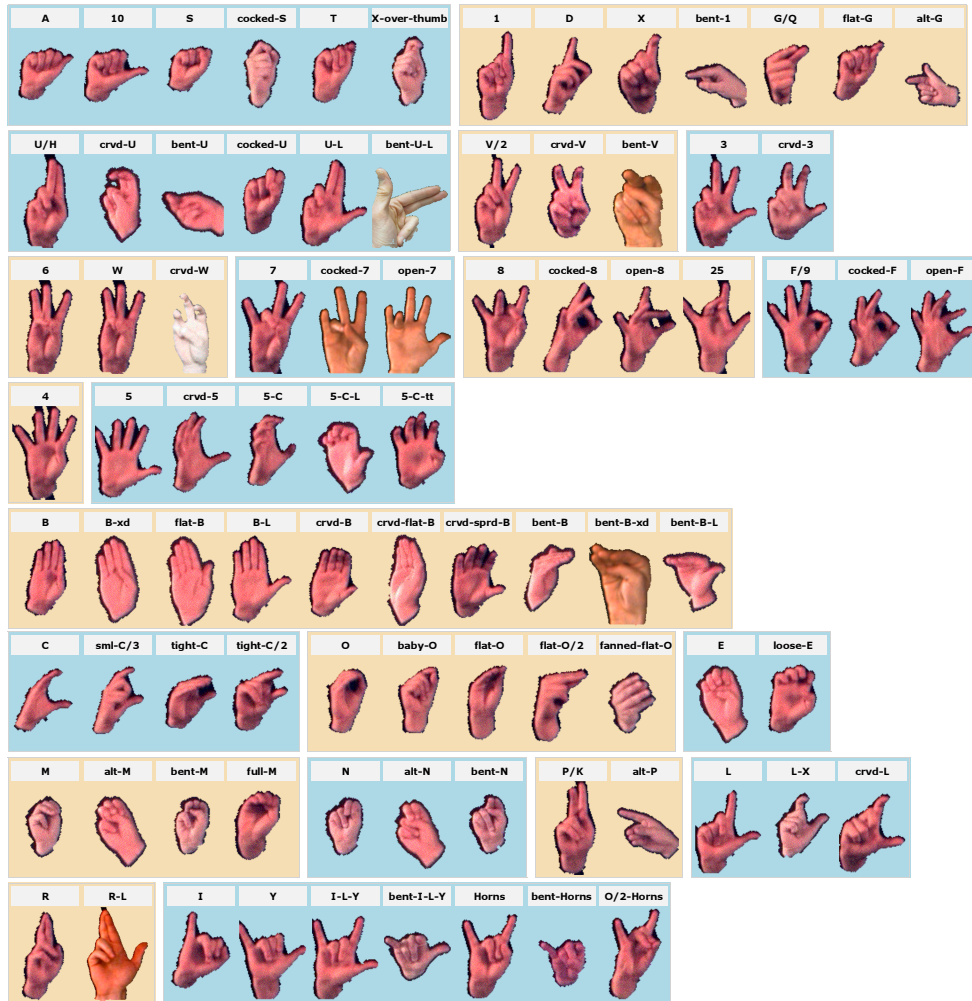 A 10 S cocked-S T X-over-thumb 1 D X bent-1 G/Q flat-G alt-G
U/H crvd-U bent-U cocked-U U-L bent-U-L V/2 crvd-V bent-V 3 crvd-3
6 W crvd-W 7 cocked-7 open-7 8 cocked-8 open-8 25 F/9 cocked-F open-F
4 5 crvd-5 5-C 5-C-L 5-C-tt
B B-xd flat-B B-L crvd-B crvd-flat-B crvd-sprd-B bent-B bent-B-xd bent-B-L
C sml-C/3 tight-C tight-C/2 O baby-O flat-O flat-O/2 fanned-flat-O E loose-E
M alt-M bent-M full-M N alt-N bent-N P/K alt-P L L-X crvd-L
R R-L I Y I-L-Y bent-I-L-Y Horns bent-Horns O/2-Horns